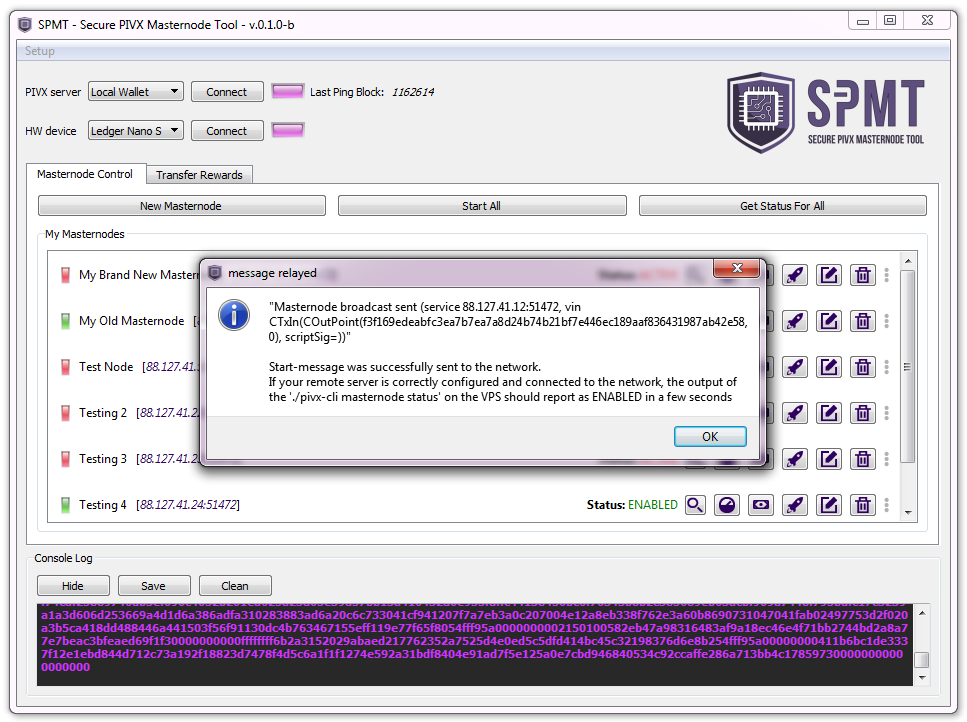 SPMT - Secure PIVX Masternode Tool - v.0.1.0-b
Setup
PIVX server Local Wallet Connect Last Ping Block: 1162614
HW device Ledger Nano S Connect
SPMT
SECURE PIVX MASTERNODE TOOL
Masternode Control Transfer Rewards
New Masternode Start All Get Status For All
My Masternodes
My Brand New Mastern
message relayed
"Masternode broadcast sent (service 88.127.41.12:51472, vin
CTxIn(COutPoint(f3f169edeabfc3ea7b7ea7a8d24b74b21bf7e446ec189aaf836431987ab42e58,
0), scriptSig=))"
Start-message was successfully sent to the network.
If your remote server is correctly configured and connected to the network, the output of
the './pivx-cli masternode status' on the VPS should report as ENABLED in a few seconds
OK
My Old Masternode
Test Node [88.127.41.
Testing 2 [88.127.41.2
Testing 3 [88.127.41.2
Testing 4 [88.127.41.24:51472] Status: ENABLED
Console Log
Hide Save Clean
a1a3d606d253669a4d1d6a386adfa310283883ad6a20c6c733041cf941207f7a7eb3a0c207004e12a8eb338f762e3a60b8690731047041fab02497753d2f020
a3b5ca418dd488446a441503f56f91130dc4b763467155eff119e7765f8054fff95a00000000021501005 82eb47a98316483af9a18ec46e4f71bb2744bd2a8a7
7e7beac3bfeaed69f1f30000000000ffffffff6b2a3152029abaed217762352a7525d4e0ed5c5dfd414bc45c32198376d6e8b254fff95a00000000411b6bc1de333
7f12e1ebd844d712c73a192f18823d7478f4d5c6a1f1f1274e592a31bdf8404e91ad7f5e125a0e7cbd946840534c92ccaffe286a713bb4c17859730000000000
0000000